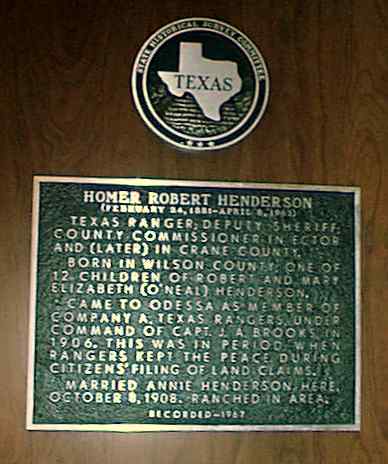 STATE HISTORICAL SURVEY COMMITTEE
TEXAS
HOMER ROBERT HENDERSON
(FEBRUARY 24, 1881-APRIL 8, 1963)
TEXAS RANGER; DEPUTY SHERIFF;
COUNTY COMMISSIONER IN ECTOR
AND (LATER) IN CRANE COUNTY.
BORN IN WILSON COUNTY, ONE OF
12 CHILDREN OF ROBERT AND MARY
ELIZABETH (O'NEAL) HENDERSON.
CAME TO ODESSA AS MEMBER OF
COMPANY A, TEXAS RANGERS, UNDER
COMMAND OF CAPT. J. A. BROOKS, IN
1906. THIS WAS IN PERIOD WHEN
RANGERS KEPT THE PEACE DURING
CITIZENS' FILING OF LAND CLAIMS.
MARRIED ANNIE HENDERSON, HERE,
OCTOBER 8, 1908. RANCHED IN AREA.
RECORDED-1967